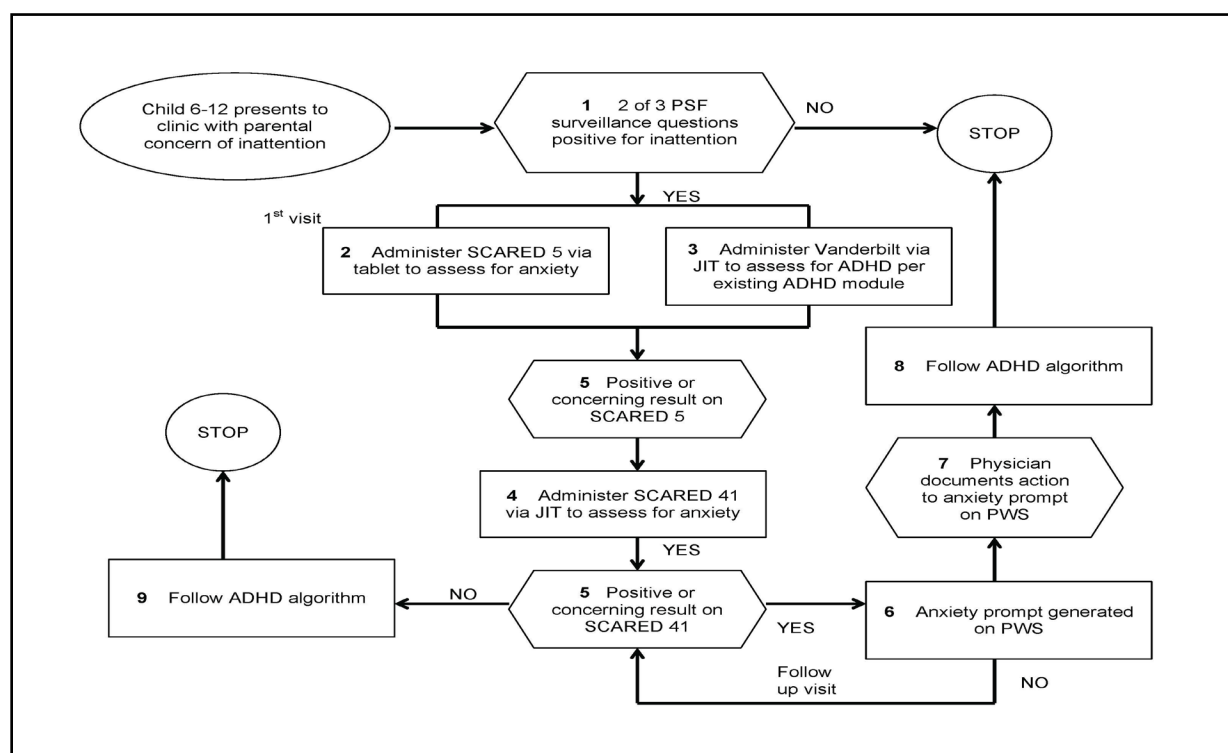 Child 6-12 presents to
clinic with parental
concern of inattention
1 2 of 3 PSF
surveillance questions
positive for inattention
NO
STOP
YES
1st visit
2 Administer SCARED 5 via
tablet to assess for anxiety
3 Administer Vanderbilt via
JIT to assess for ADHD per
existing ADHD module
5 Positive or
concerning result on
SCARED 5
8 Follow ADHD algorithm
STOP
4 Administer SCARED 41
via JIT to assess for anxiety
7 Physician
documents action
to anxiety prompt
on PWS
YES
9 Follow ADHD algorithm
NO
5 Positive or
concerning result on
SCARED 41
YES
6 Anxiety prompt generated
on PWS
Follow
up visit
NO